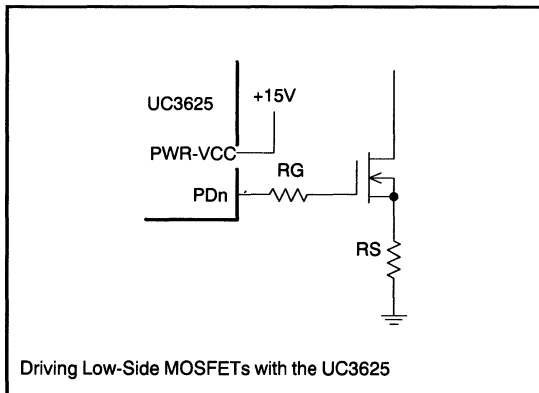 UC3625
+15V
PWR-VCC
RG
PDn
RS
Driving Low-Side MOSFETs with the UC3625